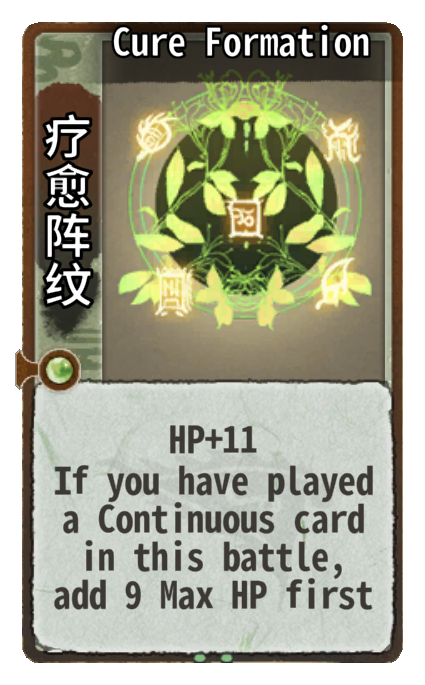 Cure Formation
疗愈阵纹
HP+11
If you have played
a Continuous card
in this battle,
add 9 Max HP first